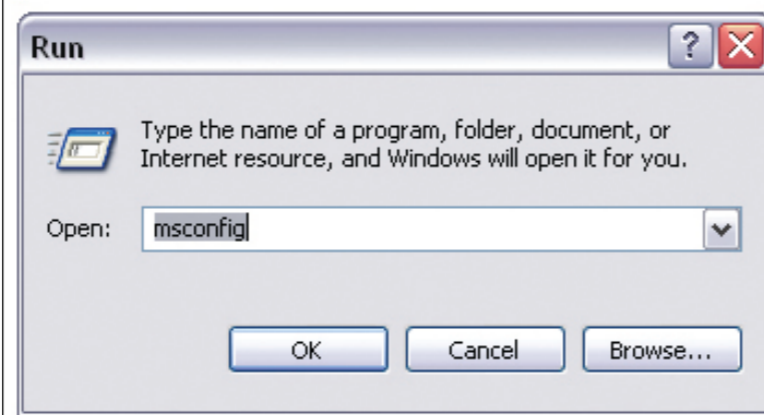 Run
Type the name of a program, folder, document, or
Internet resource, and Windows will open it for you.
Open: msconfig
OK Cancel Browse...